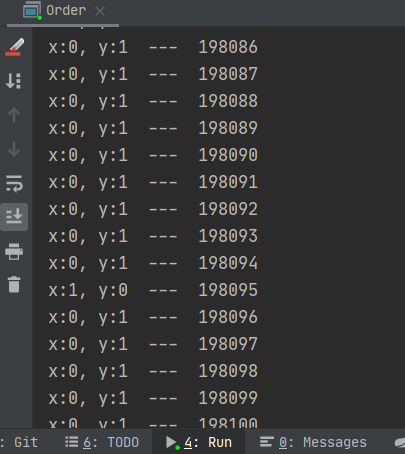 Order
x:0, y:1  ---  198086
x:0, y:1  ---  198087
x:0, y:1  ---  198088
x:0, y:1  ---  198089
x:0, y:1  ---  198090
x:0, y:1  ---  198091
x:0, y:1  ---  198092
x:0, y:1  ---  198093
x:0, y:1  ---  198094
x:1, y:0  ---  198095
x:0, y:1  ---  198096
x:0, y:1  ---  198097
x:0, y:1  ---  198098
x:0, y:1  ---  198099
x:0, y:1  ---  198100
: Git 6: TODO 4: Run 0: Messages